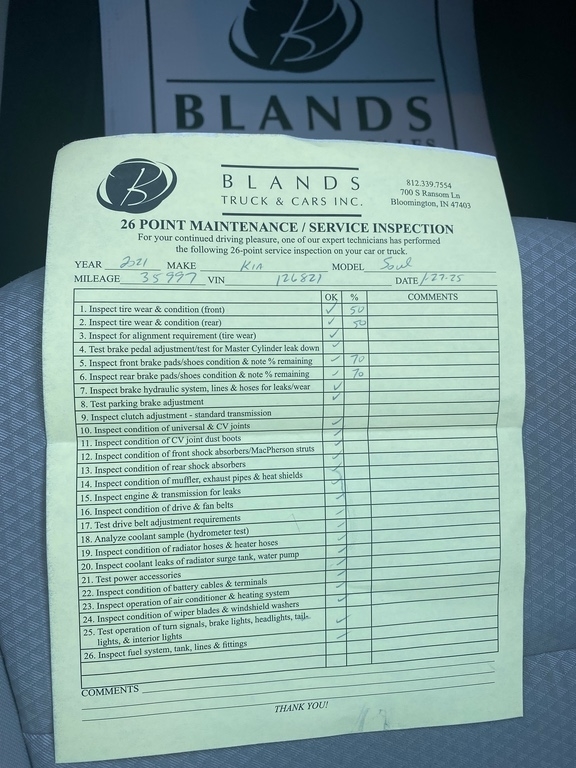 BLANDS
B
BLANDS
TRUCK & CARS INC.
812.339.7554
700 S Ransom Ln
Bloomington, IN 47403
26 POINT MAINTENANCE / SERVICE INSPECTION
For your continued driving pleasure, one of our expert technicians has performed
the following 26-point service inspection on your car or truck.
YEAR 2021 MAKE KIA MODEL Soul
MILEAGE 35997 VIN 126821 DATE 1-27-25
OK % COMMENTS
1. Inspect tire wear & condition (front) ✓ 50
2. Inspect tire wear & condition (rear) ✓ 50
3. Inspect for alignment requirement (tire wear) ✓
4. Test brake pedal adjustment/test for Master Cylinder leak down ✓
5. Inspect front brake pads/shoes condition & note % remaining ✓ 70
6. Inspect rear brake pads/shoes condition & note % remaining ✓ 70
7. Inspect brake hydraulic system, lines & hoses for leaks/wear ✓
8. Test parking brake adjustment ✓
9. Inspect clutch adjustment - standard transmission
10. Inspect condition of universal & CV joints ✓
11. Inspect condition of CV joint dust boots ✓
12. Inspect condition of front shock absorbers/MacPherson struts ✓
13. Inspect condition of rear shock absorbers ✓
14. Inspect condition of muffler, exhaust pipes & heat shields ✓
15. Inspect engine & transmission for leaks ✓
16. Inspect condition of drive & fan belts ✓
17. Test drive belt adjustment requirements ✓
18. Analyze coolant sample (hydrometer test) ✓
19. Inspect condition of radiator hoses & heater hoses ✓
20. Inspect coolant leaks of radiator surge tank, water pump ✓
21. Test power accessories ✓
22. Inspect condition of battery cables & terminals ✓
23. Inspect operation of air conditioner & heating system ✓
24. Inspect condition of wiper blades & windshield washers ✓
25. Test operation of turn signals, brake lights, headlights, tail-
lights, & interior lights ✓
26. Inspect fuel system, tank, lines & fittings ✓
COMMENTS
THANK YOU!